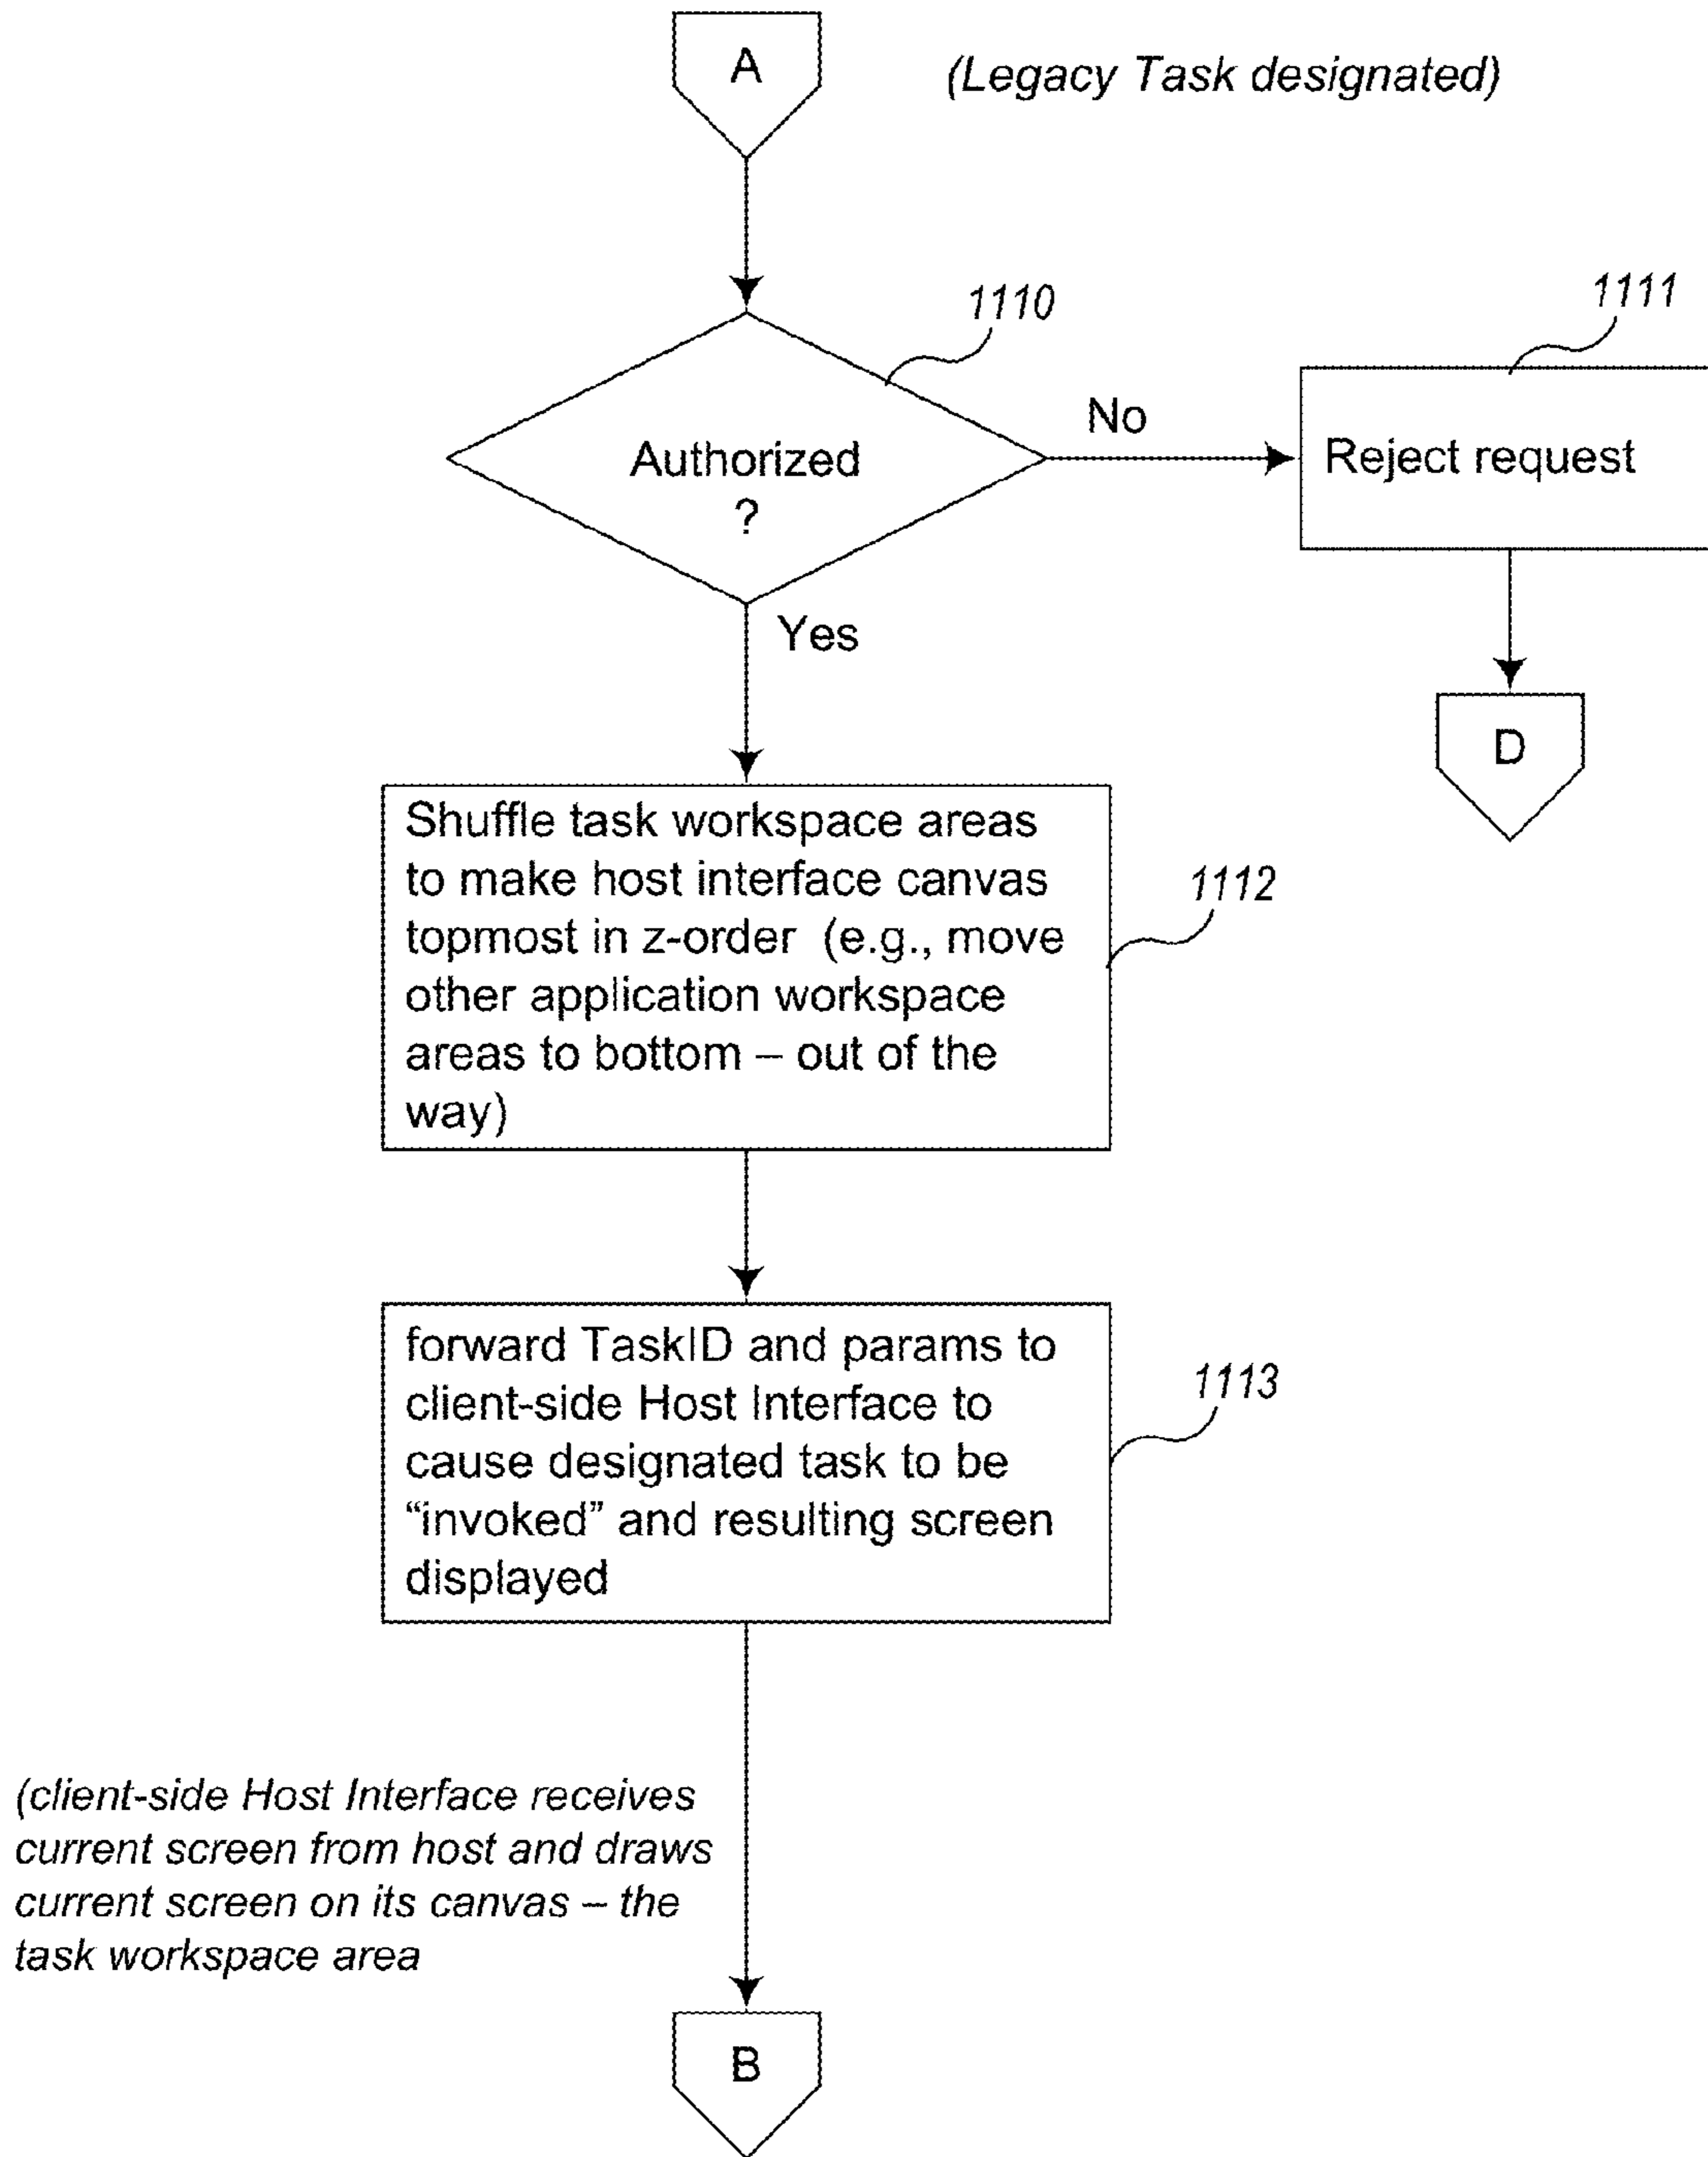 A
(Legacy Task designated)
1110
1111
Authorized
?
No
Reject request
Yes
D
Shuffle task workspace areas
to make host interface canvas
topmost in z-order (e.g., move
other application workspace
areas to bottom – out of the
way)
1112
forward TaskID and params to
client-side Host Interface to
cause designated task to be
“invoked” and resulting screen
displayed
1113
(client-side Host Interface receives
current screen from host and draws
current screen on its canvas – the
task workspace area
B